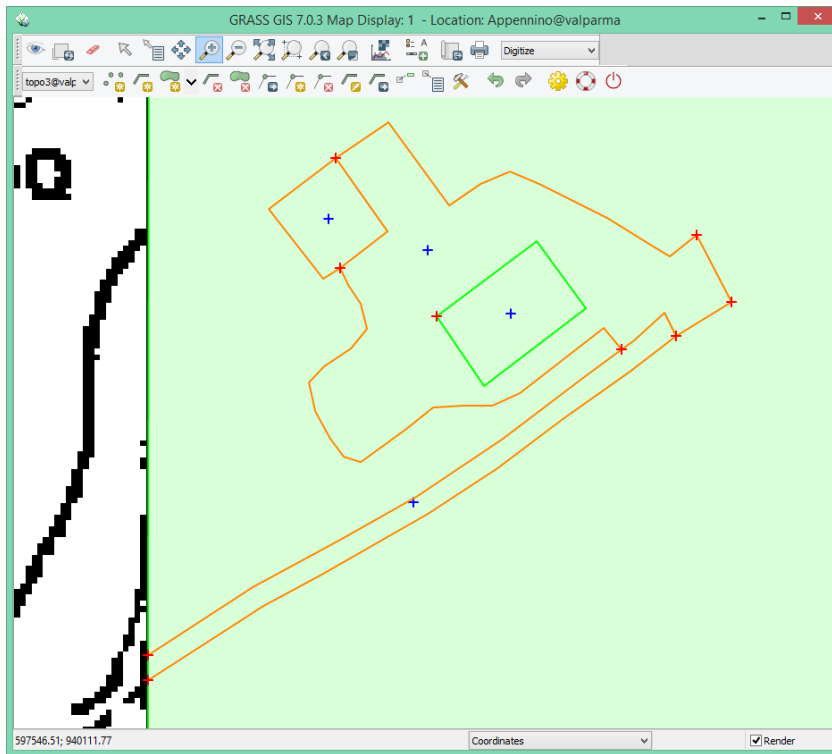 GRASS GIS 7.0.3 Map Display: 1 - Location: Appennino@valparma
Digitize
topo3@valp
Q
597546.51; 940111.77
Coordinates
Render